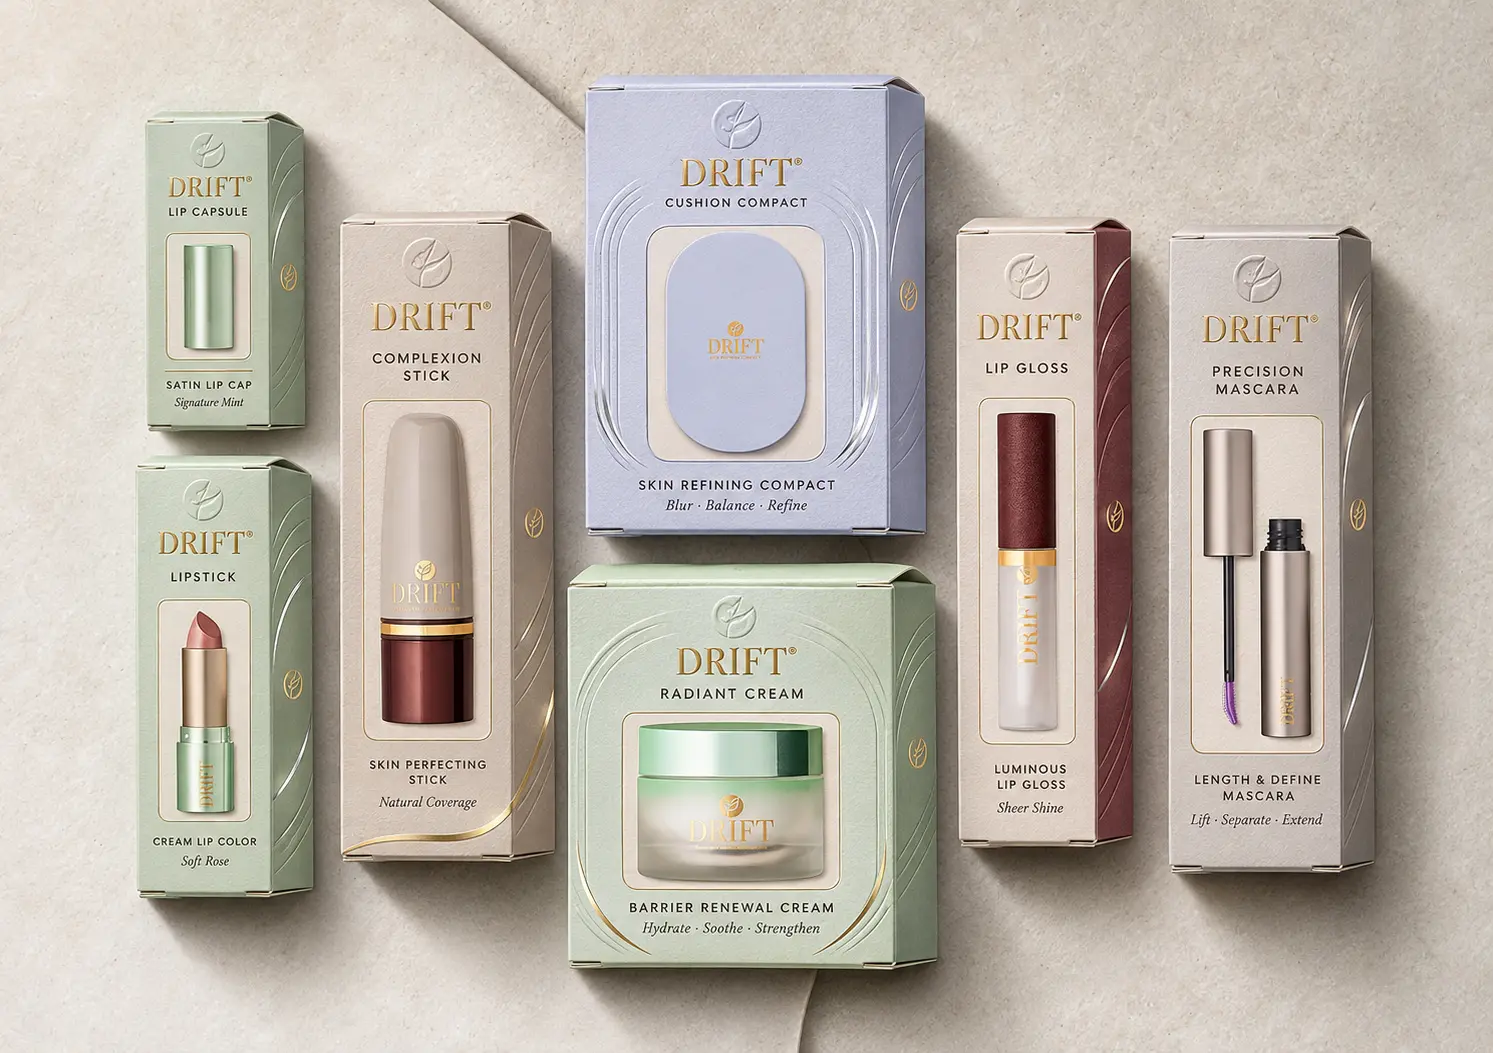 DRIFT®
LIP CAPSULE
SATIN LIP CAP
Signature Mint
DRIFT®
LIPSTICK
DRIFT
CREAM LIP COLOR
Soft Rose
DRIFT®
COMPLEXION
STICK
DRIFT
SKIN PERFECTING
STICK
Natural Coverage
DRIFT®
CUSHION COMPACT
DRIFT
SKIN REFINING COMPACT
Blur · Balance · Refine
DRIFT®
RADIANT CREAM
DRIFT
BARRIER RENEWAL CREAM
Hydrate · Soothe · Strengthen
DRIFT®
LIP GLOSS
DRIFT
LUMINOUS
LIP GLOSS
Sheer Shine
DRIFT®
PRECISION
MASCARA
DRIFT
LENGTH & DEFINE
MASCARA
Lift · Separate · Extend